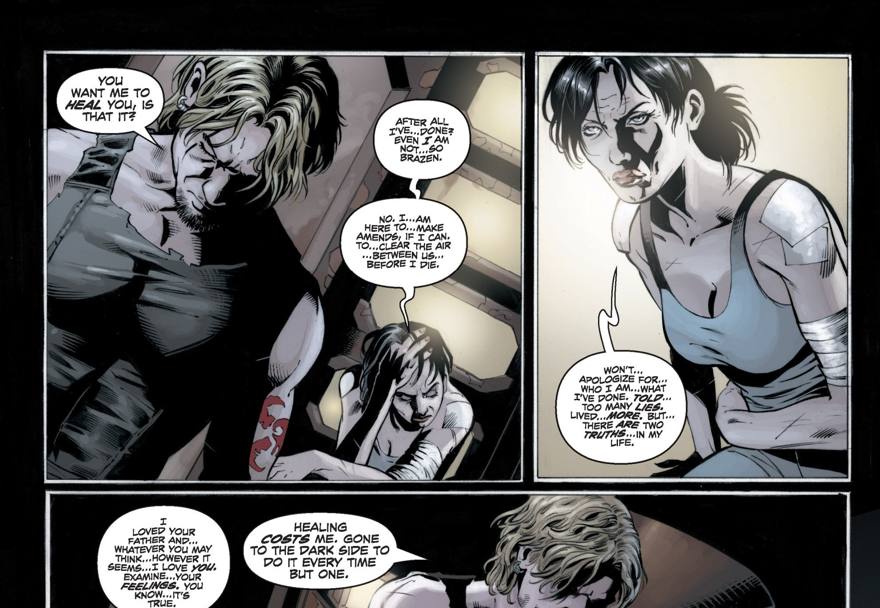 YOU
WANT ME TO
HEAL YOU, IS
THAT IT?
AFTER ALL
I'VE...DONE?
EVEN I AM
NOT...SO
BRAZEN.
NO. I...AM
HERE TO...MAKE
AMENDS, IF I CAN.
TO...CLEAR THE AIR
...BETWEEN US...
BEFORE I DIE.
WON'T...
APOLOGIZE FOR...
WHO I AM...WHAT
I'VE DONE. TOLD...
TOO MANY LIES.
LIVED...MORE. BUT...
THERE ARE TWO
TRUTHS...IN MY
LIFE.
I
LOVED YOUR
FATHER AND...
WHATEVER YOU MAY
THINK...HOWEVER IT
SEEMS...I LOVE YOU.
EXAMINE...YOUR
FEELINGS. YOU
KNOW...IT'S
TRUE.
HEALING
COSTS ME. GONE
TO THE DARK SIDE TO
DO IT EVERY TIME
BUT ONE.